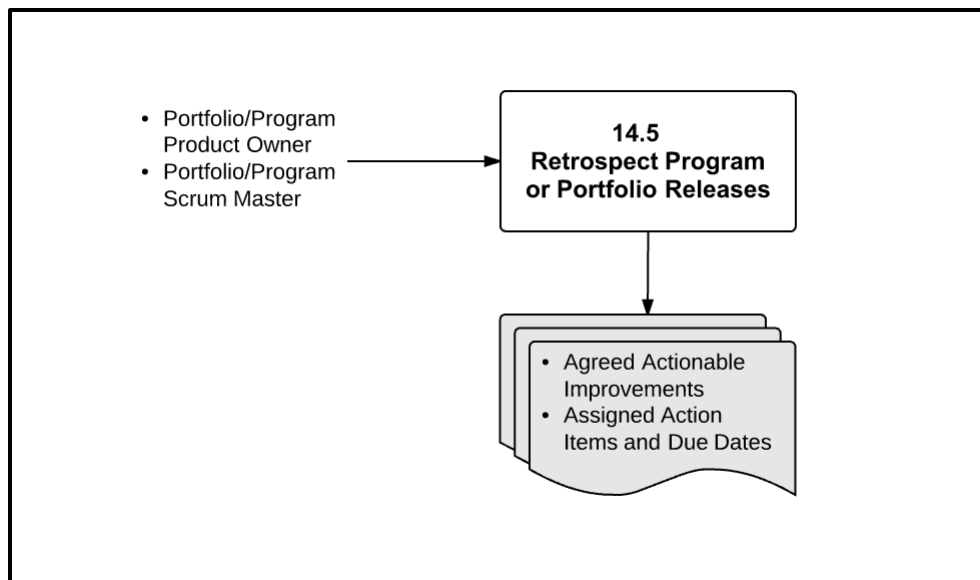 • Portfolio/Program
Product Owner
• Portfolio/Program
Scrum Master
14.5
Retrospect Program
or Portfolio Releases
• Agreed Actionable
Improvements
• Assigned Action
Items and Due Dates